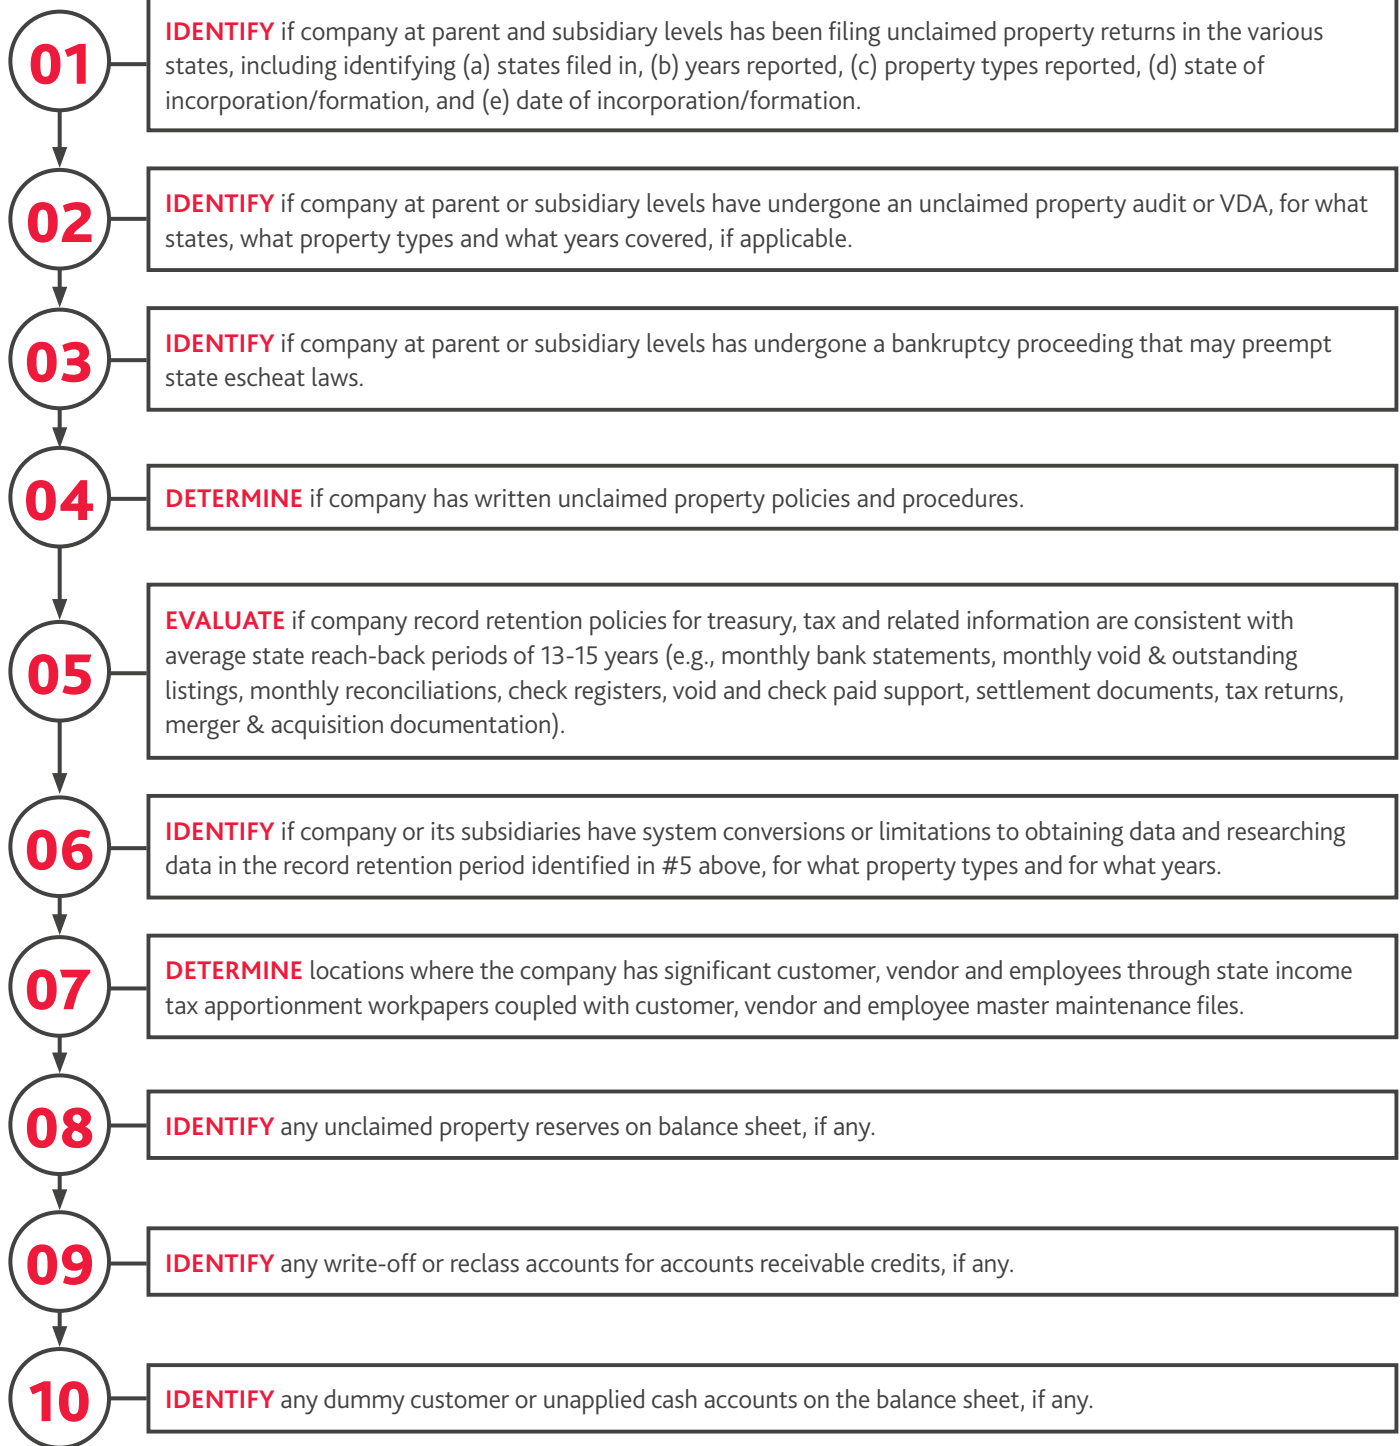 01
IDENTIFY if company at parent and subsidiary levels has been filing unclaimed property returns in the various
states, including identifying (a) states filed in, (b) years reported, (c) property types reported, (d) state of
incorporation/formation, and (e) date of incorporation/formation.
02
IDENTIFY if company at parent or subsidiary levels have undergone an unclaimed property audit or VDA, for what
states, what property types and what years covered, if applicable.
03
IDENTIFY if company at parent or subsidiary levels has undergone a bankruptcy proceeding that may preempt
state escheat laws.
04
DETERMINE if company has written unclaimed property policies and procedures.
05
EVALUATE if company record retention policies for treasury, tax and related information are consistent with
average state reach-back periods of 13-15 years (e.g., monthly bank statements, monthly void & outstanding
listings, monthly reconciliations, check registers, void and check paid support, settlement documents, tax returns,
merger & acquisition documentation).
06
IDENTIFY if company or its subsidiaries have system conversions or limitations to obtaining data and researching
data in the record retention period identified in #5 above, for what property types and for what years.
07
DETERMINE locations where the company has significant customer, vendor and employees through state income
tax apportionment workpapers coupled with customer, vendor and employee master maintenance files.
08
IDENTIFY any unclaimed property reserves on balance sheet, if any.
09
IDENTIFY any write-off or reclass accounts for accounts receivable credits, if any.
10
IDENTIFY any dummy customer or unapplied cash accounts on the balance sheet, if any.